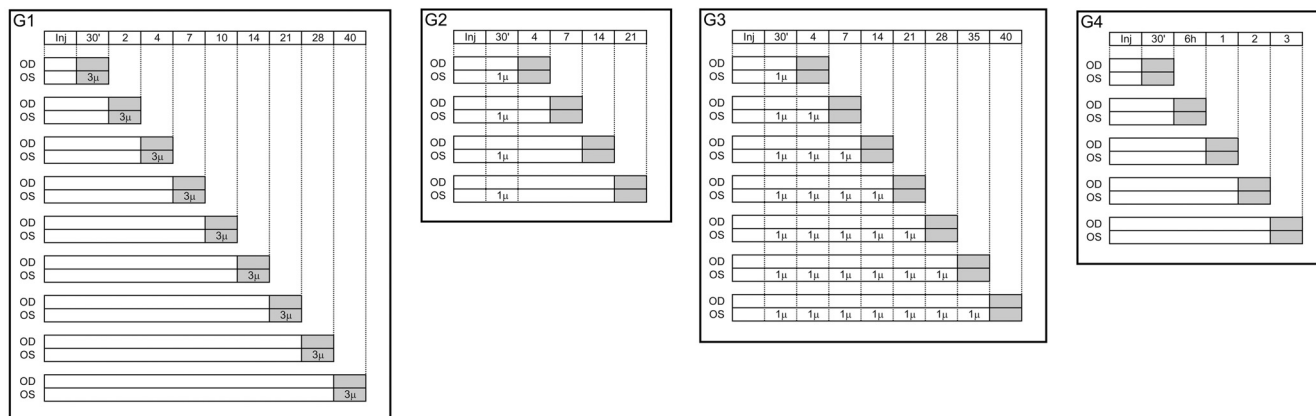 G1
Inj 30' 2 4 7 10 14 21 28 40
OD
OS 3μ
OD
OS 3μ
OD
OS 3μ
OD
OS 3μ
OD
OS 3μ
OD
OS 3μ
OD
OS 3μ
OD
OS 3μ
OD
OS 3μ
G2
Inj 30' 4 7 14 21
OD
OS 1μ
OD
OS 1μ
OD
OS 1μ
OD
OS 1μ
G3
Inj 30' 4 7 14 21 28 35 40
OD
OS 1μ
OD
OS 1μ 1μ
OD
OS 1μ 1μ 1μ
OD
OS 1μ 1μ 1μ 1μ
OD
OS 1μ 1μ 1μ 1μ 1μ
OD
OS 1μ 1μ 1μ 1μ 1μ 1μ
OD
OS 1μ 1μ 1μ 1μ 1μ 1μ 1μ
G4
Inj 30' 6h 1 2 3
OD
OS
OD
OS
OD
OS
OD
OS
OD
OS